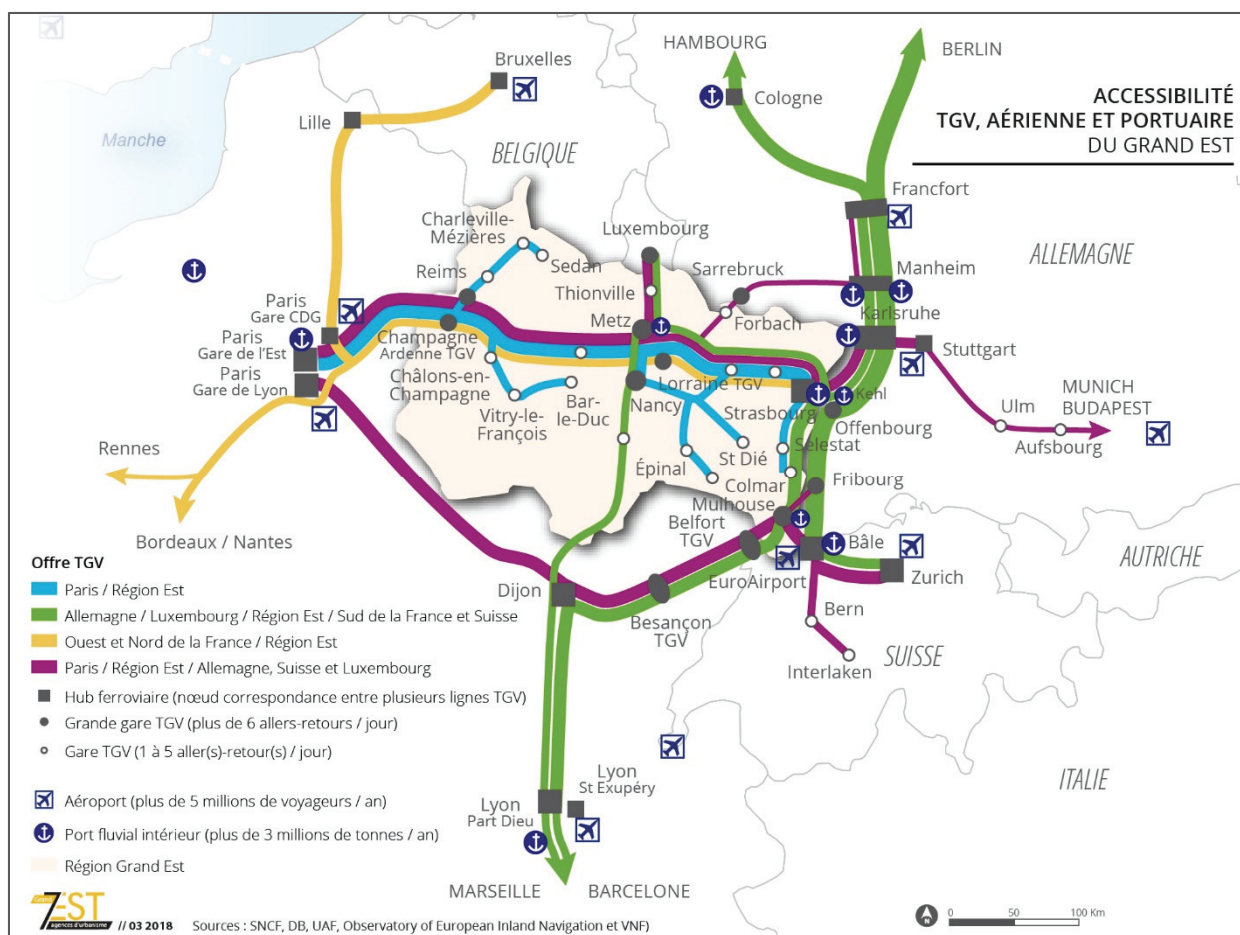 HAMBOURG
BERLIN
Bruxelles
Cologne
ACCESSIBILITÉ
TGV, AÉRIENNE ET PORTUAIRE
DU GRAND EST
Lille
Manche
BELGIQUE
Francfort
Charleville-
Mézières
Luxembourg
ALLEMAGNE
Reims
Sedan
Sarrebruck
Manheim
Thionville
Paris
Gare CDG
Metz
Forbach
Karlsruhe
Paris
Gare de l'Est
Champagne
Ardenne TGV
Stuttgart
Paris
Gare de Lyon
Châlons-en-
Champagne
Lorraine TGV
Nancy
Strasbourg
Kehl
MUNICH
BUDAPEST
Bar-
le-Duc
Vitry-le-
François
Offenbourg
Ulm
Aufsbourg
Sélestat
St Dié
Rennes
Épinal
Colmar
Fribourg
Mulhouse
Belfort
TGV
Bordeaux / Nantes
Bâle
AUTRICHE
EuroAirport
Zurich
Dijon
Besançon
TGV
Bern
Interlaken
SUISSE
ITALIE
Lyon
St Exupéry
Lyon
Part Dieu
MARSEILLE
BARCELONE
Offre TGV
Paris / Région Est
Allemagne / Luxembourg / Région Est / Sud de la France et Suisse
Ouest et Nord de la France / Région Est
Paris / Région Est / Allemagne, Suisse et Luxembourg
Hub ferroviaire (nœud correspondance entre plusieurs lignes TGV)
Grande gare TGV (plus de 6 allers-retours / jour)
Gare TGV (1 à 5 aller(s)-retour(s) / jour)
Aéroport (plus de 5 millions de voyageurs / an)
Port fluvial intérieur (plus de 3 millions de tonnes / an)
Région Grand Est
Grand
7EST
agences d'urbanisme
// 03 2018 Sources : SNCF, DB, UAF, Observatory of European Inland Navigation et VNF)
N
0 50 100 Km